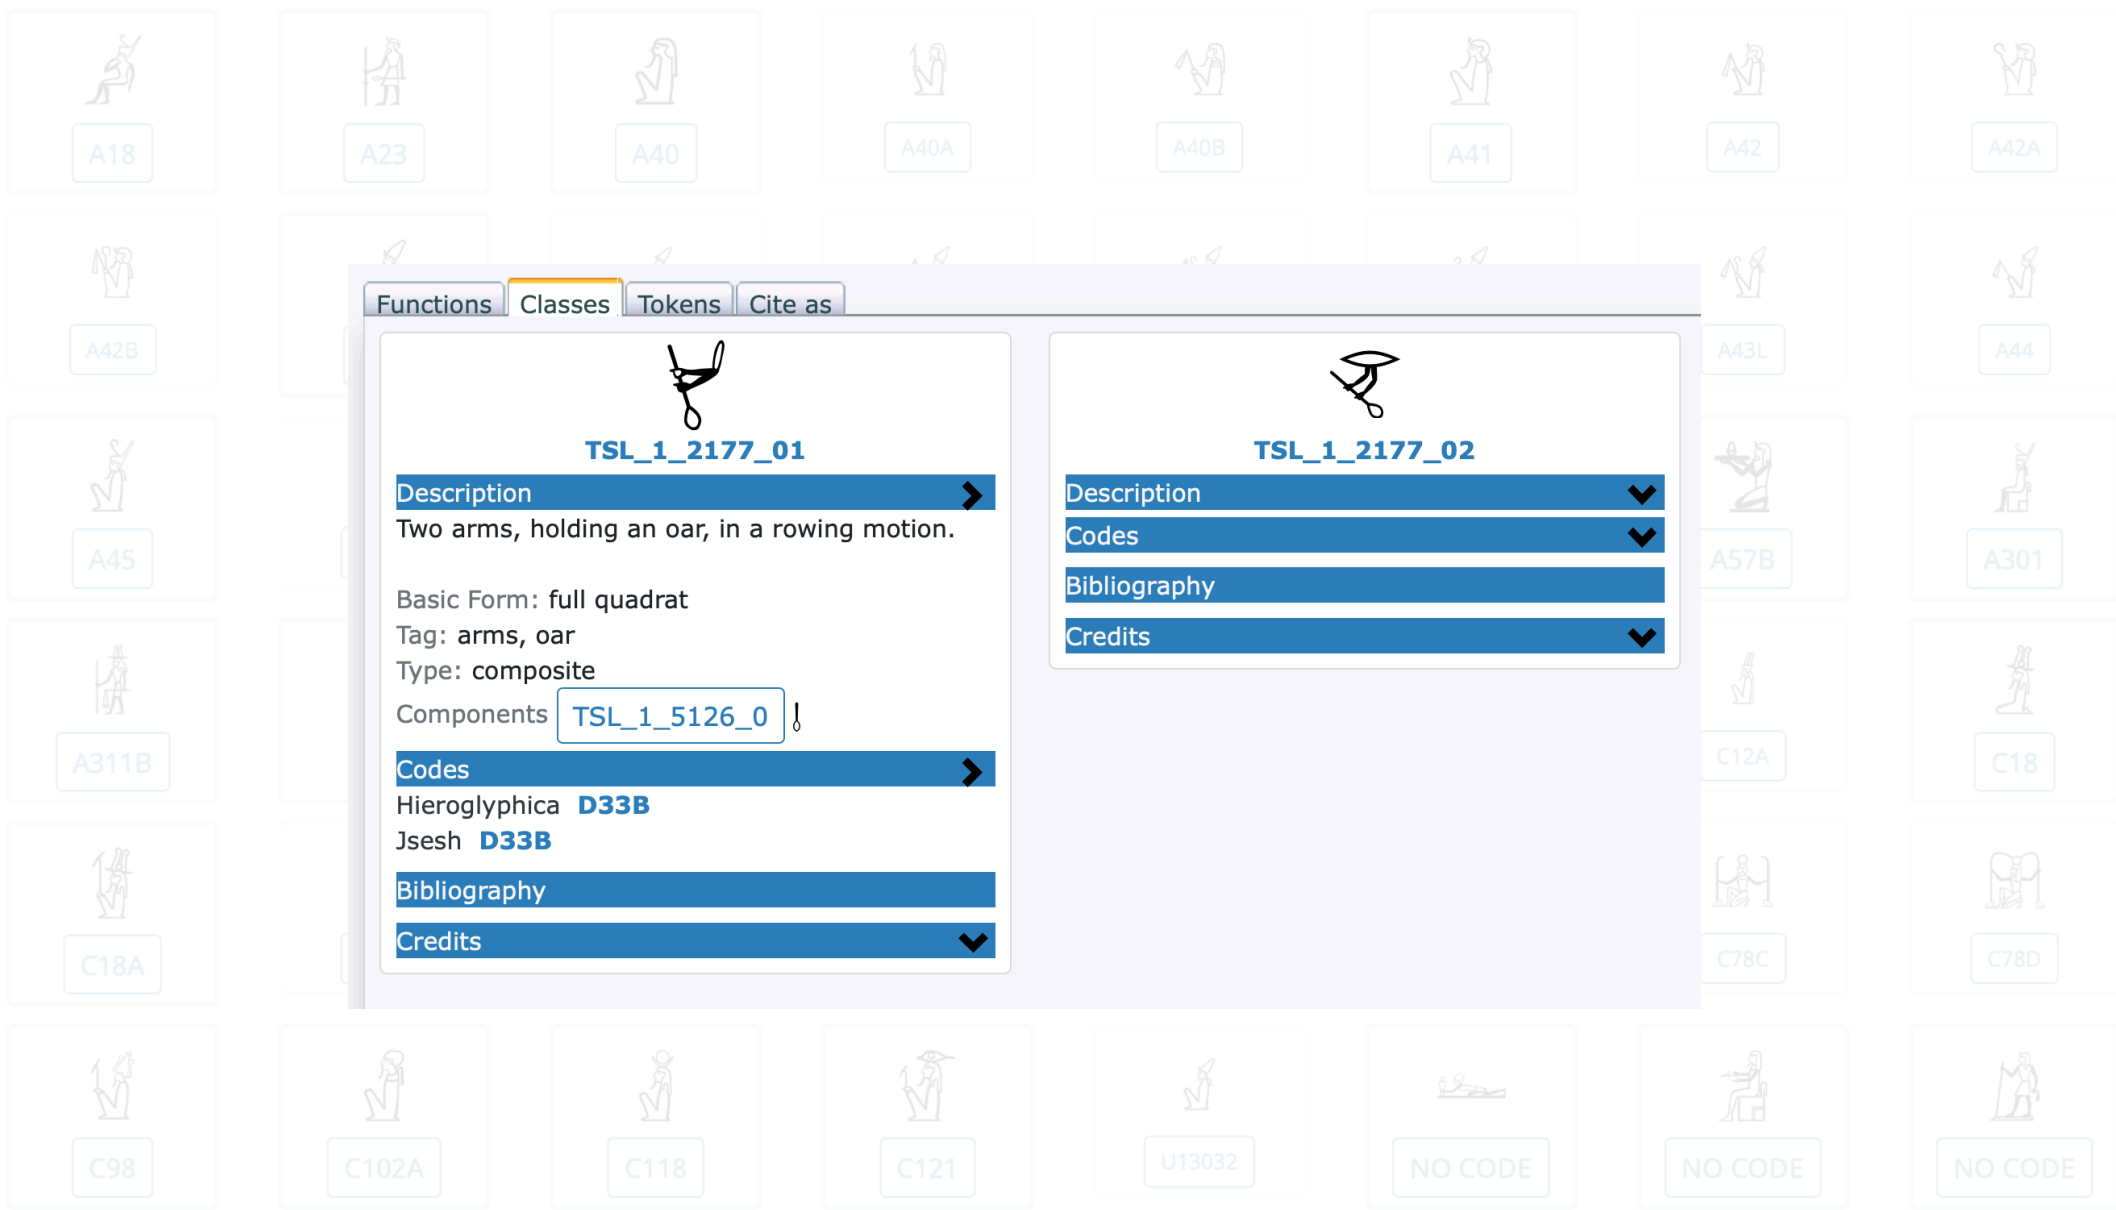 A18 A23 A40 A40A A40B A41 A42 A42A
A42B A43L A44
Functions Classes Tokens Cite as
TSL_1_2177_01
Description
Two arms, holding an oar, in a rowing motion.
Basic Form: full quadrat
Tag: arms, oar
Type: composite
Components TSL_1_5126_0
Codes
Hieroglyphica D33B
Jsesh D33B
Bibliography
Credits
TSL_1_2177_02
Description
Codes
Bibliography
Credits
A45 A57B A301
A311B C12A C18
C18A C78C C78D
C98 C102A C118 C121 U13032 NO CODE NO CODE NO CODE